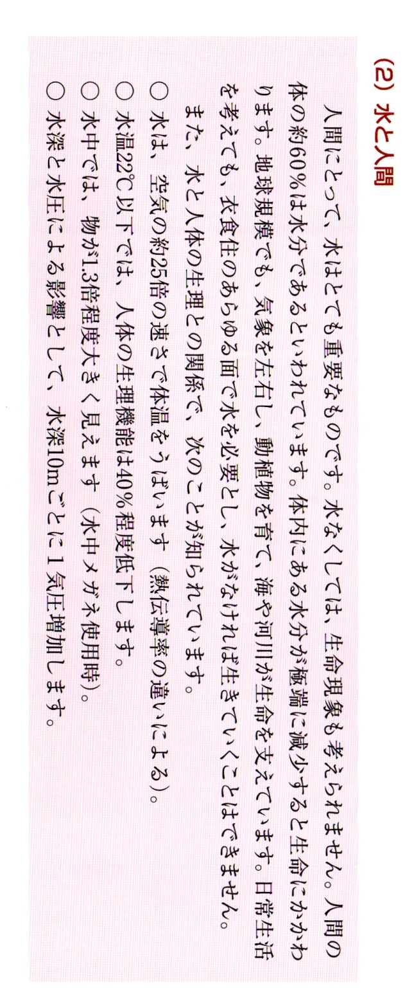 (2) 水と人間
人間にとって、水はとても重要なものです。水なくしては、生命現象も考えられません。人間の
体の約60％は水分であるといわれています。体内にある水分が極端に減少すると生命にかかわ
ります。地球規模でも、気象を左右し、動植物を育て、海や河川が生命を支えています。日常生活
を考えても、衣食住のあらゆる面で水を必要とし、水がなければ生きていくことはできません。
また、水と人体の生理との関係で、次のことが知られています。
○ 水は、空気の約25倍の速さで体温をうばいます（熱伝導率の違いによる）。
○ 水温22℃以下では、人体の生理機能は40％程度低下します。
○ 水中では、物が1.3倍程度大きく見えます（水中メガネ使用時）。
○ 水深と水圧による影響として、水深10mごとに１気圧増加します。